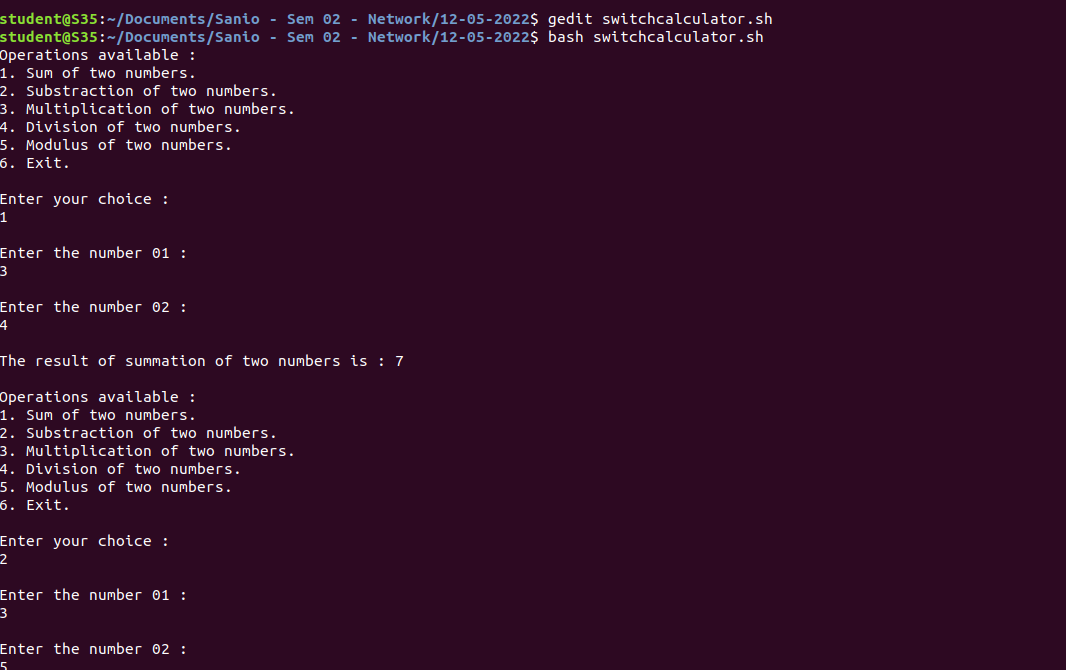 student@S35:~/Documents/Sanio - Sem 02 - Network/12-05-2022$ gedit switchcalculator.sh
student@S35:~/Documents/Sanio - Sem 02 - Network/12-05-2022$ bash switchcalculator.sh
Operations available :
1. Sum of two numbers.
2. Substraction of two numbers.
3. Multiplication of two numbers.
4. Division of two numbers.
5. Modulus of two numbers.
6. Exit.
Enter your choice :
1
Enter the number 01 :
3
Enter the number 02 :
4
The result of summation of two numbers is : 7
Operations available :
1. Sum of two numbers.
2. Substraction of two numbers.
3. Multiplication of two numbers.
4. Division of two numbers.
5. Modulus of two numbers.
6. Exit.
Enter your choice :
2
Enter the number 01 :
3
Enter the number 02 :
5